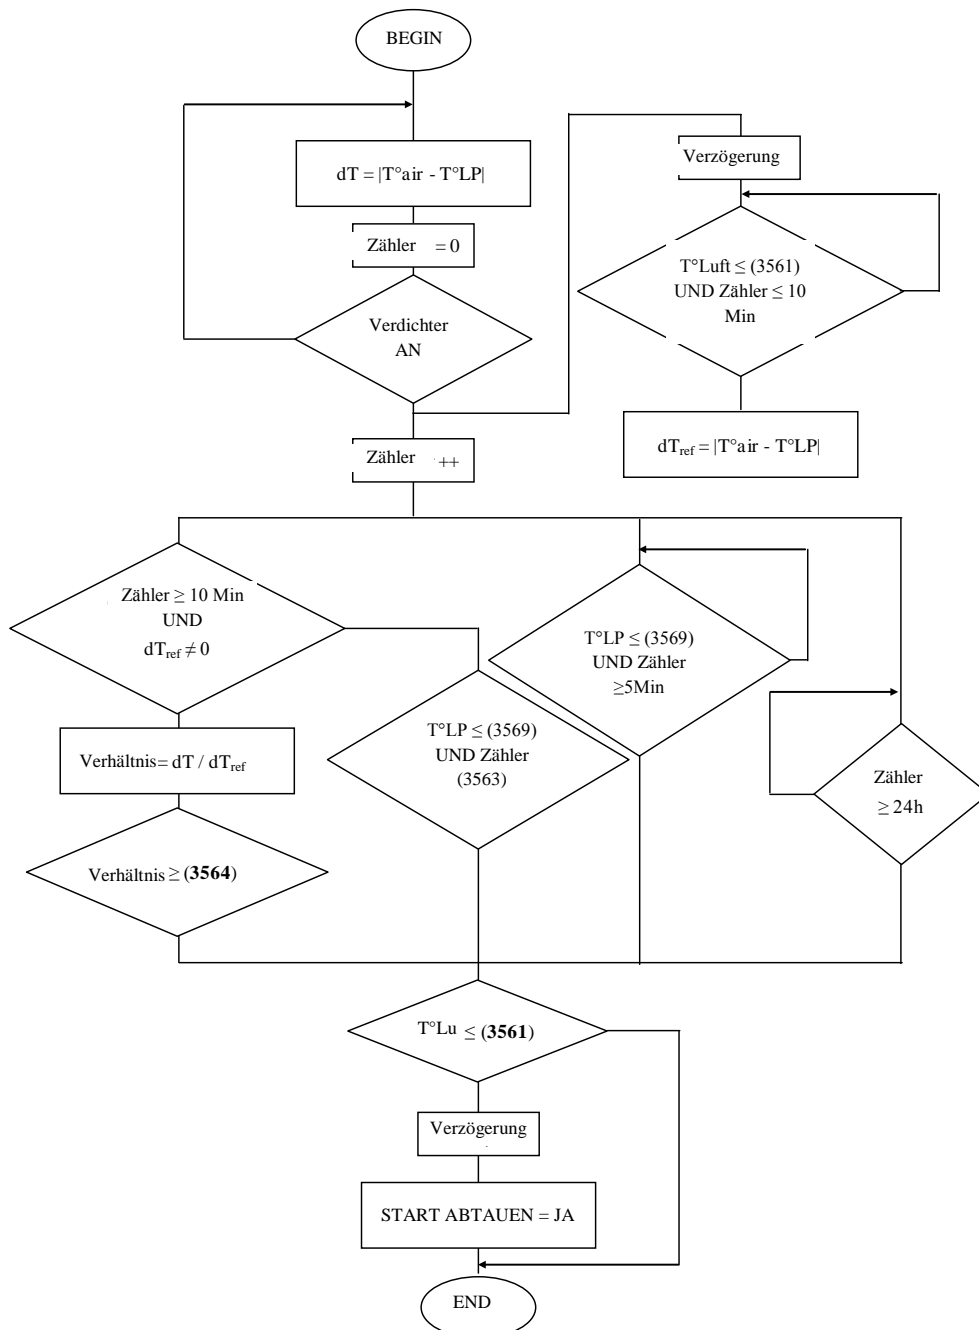 BEGIN
dT = |T°air - T°LP|
Zähler = 0
Verdichter
AN
Zähler ++
Verzögerung
T°Luft ≤ (3561)
UND Zähler ≤ 10
Min
dTref = |T°air - T°LP|
Zähler ≥ 10 Min
UND
dTref ≠ 0
Verhältnis= dT / dTref
Verhältnis ≥ (3564)
T°LP ≤ (3569)
UND Zähler
(3563)
T°LP ≤ (3569)
UND Zähler
≥5Min
Zähler
≥ 24h
T°Lu ≤ (3561)
Verzögerung
START ABTAUEN = JA
END